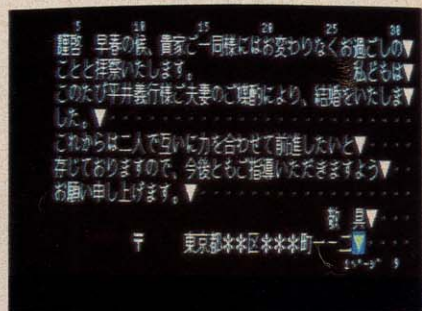 5 10 15 20 25 30
謹啓 早春の候、貴家ご一同様にはお変わりなくお過ごしの▼
ことと拝察いたします。 私どもは▼
このたび平井義行様ご夫妻のご媒酌により、結婚をいたしま▼
した。▼
これからは二人で互いに力を合わせて前進したいと▼
存じておりますので、今後ともご指導いただきますよう▼
お願い申し上げます。▼
敬 具▼
〒 東京都**区***町--▼
1ページ 9